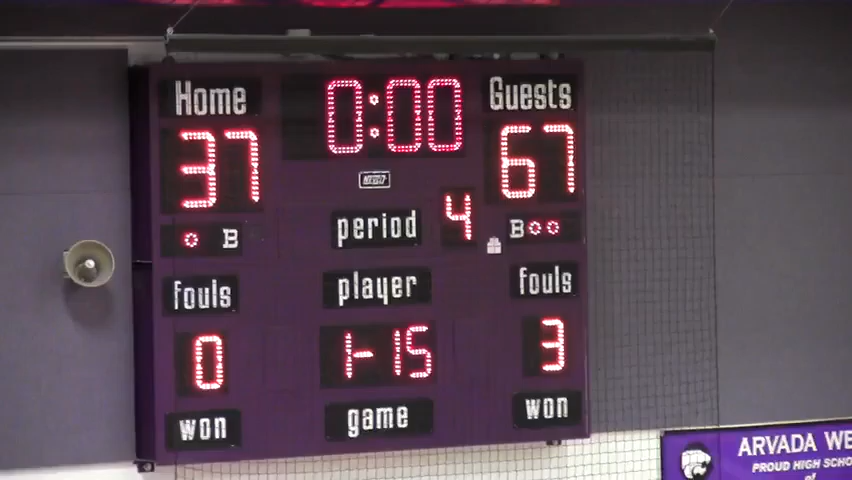 Home 0:00 Guests
37 67
period 4
B B
fouls player fouls
0 1-15 3
won game won
ARVADA WE
PROUD HIGH SCHO
of